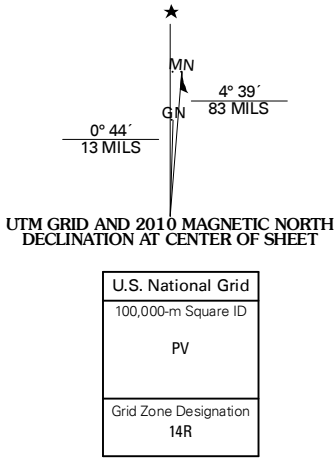 MN
4° 39´
83 MILS
GN
0° 44´
13 MILS
UTM GRID AND 2010 MAGNETIC NORTH
DECLINATION AT CENTER OF SHEET
U.S. National Grid
100,000-m Square ID
PV
Grid Zone Designation
14R